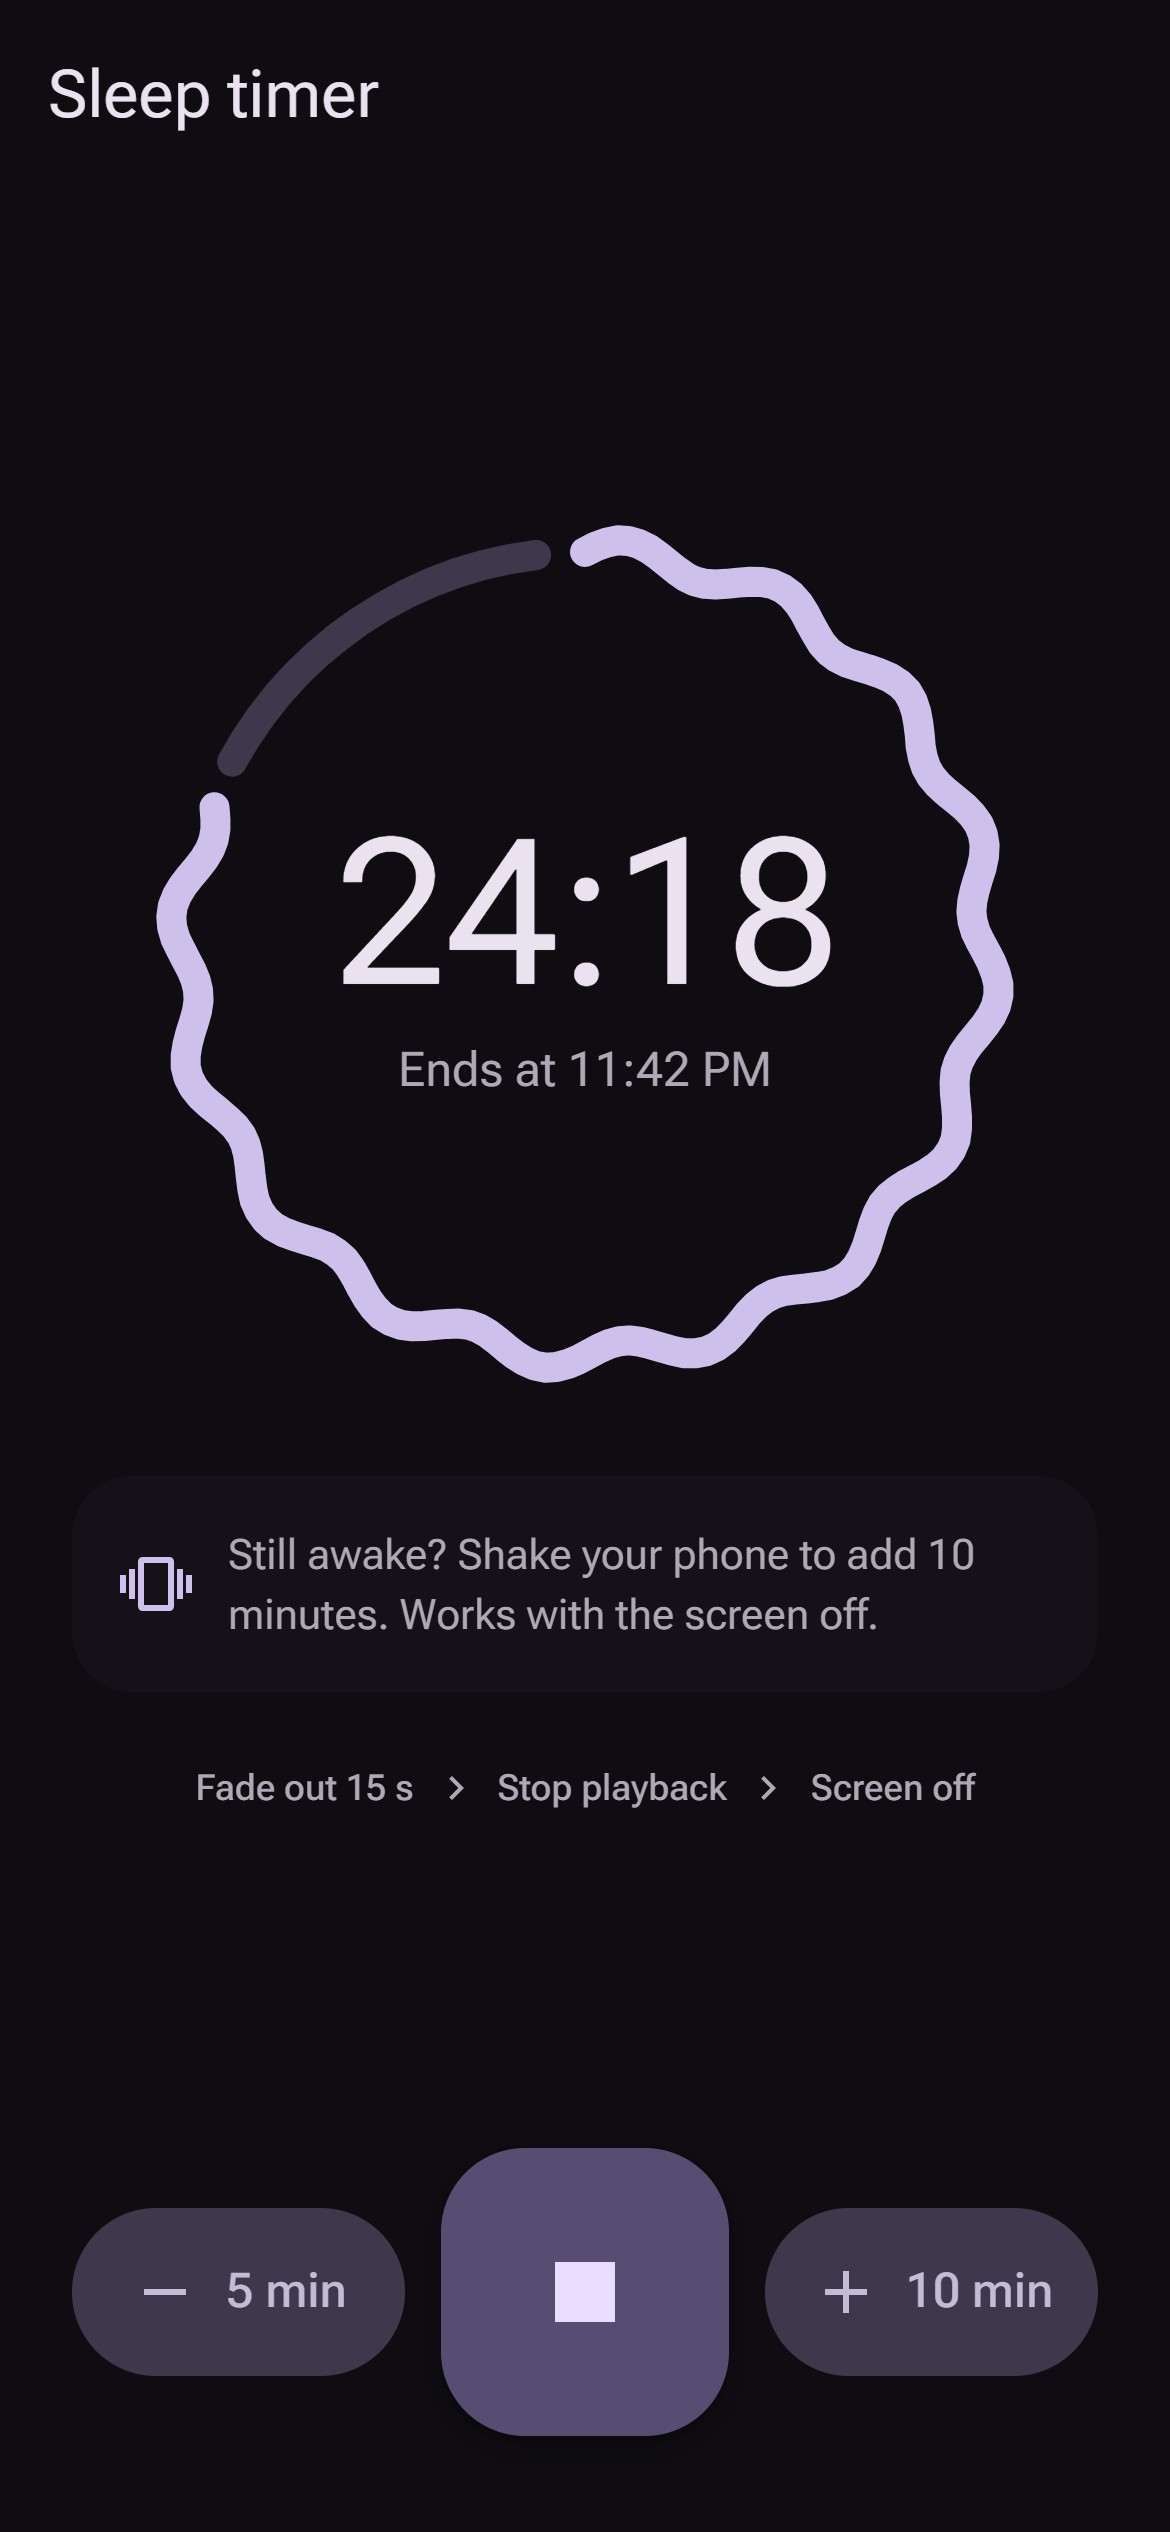 Sleep timer
24:18
Ends at 11:42 PM
Still awake? Shake your phone to add 10
minutes. Works with the screen off.
Fade out 15 s > Stop playback > Screen off
− 5 min
+ 10 min